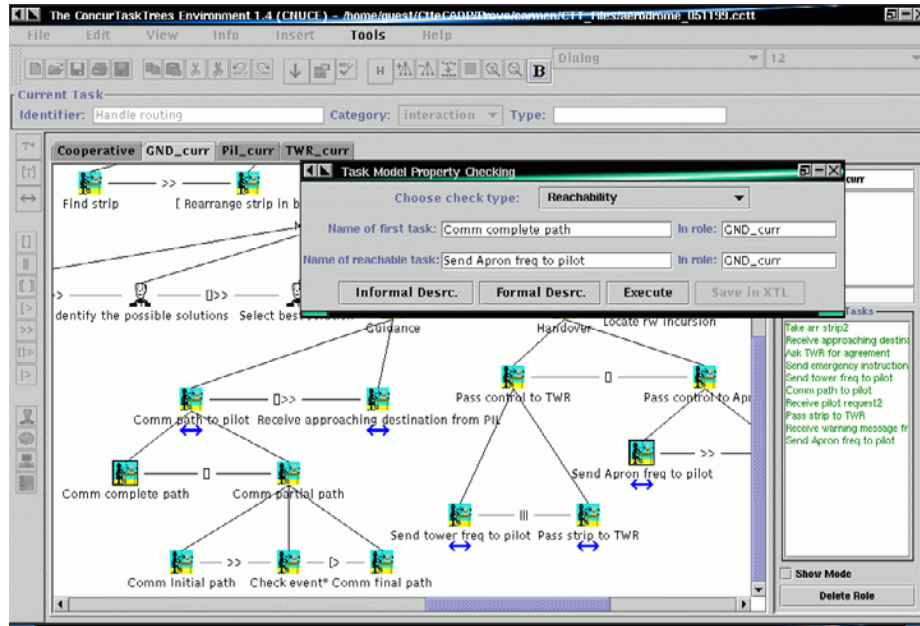 The ConcurTaskTrees Environment 1.4 (CNUCE) - /home/guest/CtteCADP/Prova/carmen/CTT_files/aerodrome_051199.cctt
File Edit View Info Insert Tools Help
Dialog 12
Current Task
Identifier: Handle routing Category: interaction Type:
Cooperative GND_curr Pil_curr TWR_curr
Task Model Property Checking
Choose check type: Reachability
Name of first task: Comm complete path In role: GND_curr
Name of reachable task: Send Apron freq to pilot In role: GND_curr
Informal Desrc. Formal Desrc. Execute Save in XTL
curr
Find strip >> [ Rearrange strip in b
> []>>
dentify the possible solutions Select best solution
Guidance Handover Locate rw incursion
Tasks
Take arr strip2
Receive approaching destina
Ask TWR for agreement
Send emergency instruction
Send tower freq to pilot
Comm path to pilot
Receive pilot request2
Pass strip to TWR
Receive warning message fr
Send Apron freq to pilot
[]>> []
Comm path to pilot Receive approaching destination from PIL
Pass control to TWR Pass control to Apr
>>
Send Apron freq to pilot
[]
Comm complete path Comm partial path
|||
Send tower freq to pilot Pass strip to TWR
>> [>
Comm Initial path Check event* Comm final path
Show Mode
Delete Role